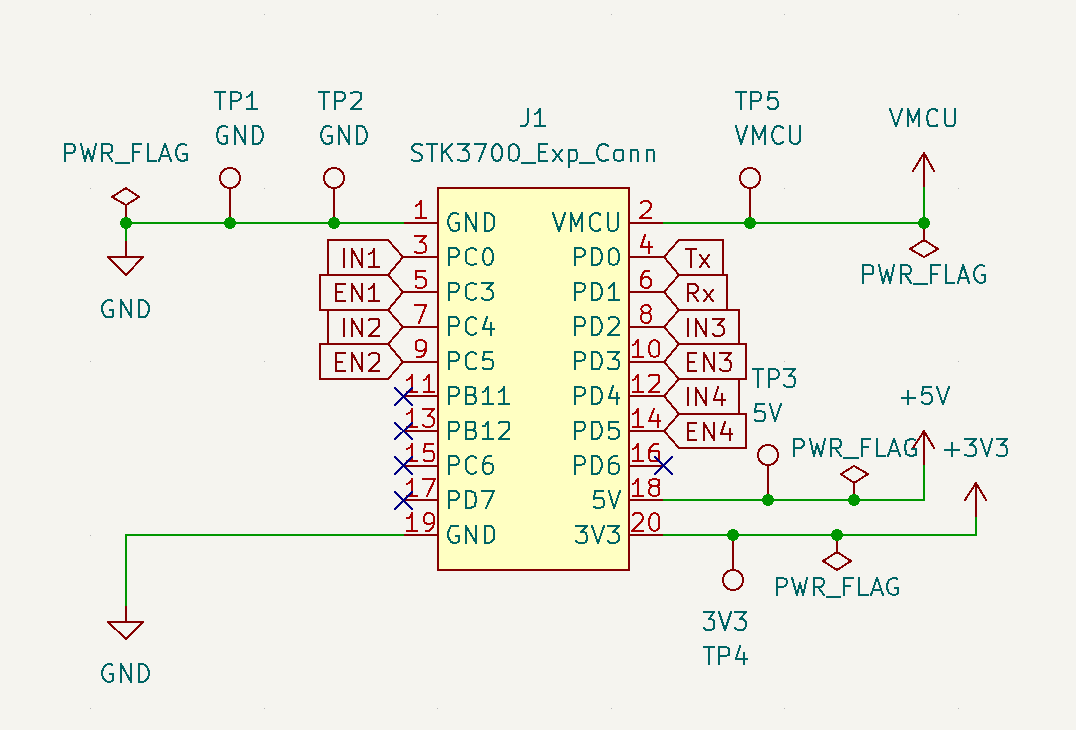 TP1
GND
TP2
GND
TP5
VMCU
VMCU
J1
STK3700_Exp_Conn
PWR_FLAG
GND
PWR_FLAG
1 GND VMCU 2
IN1 3 PC0 PD0 4 Tx
EN1 5 PC3 PD1 6 Rx
IN2 7 PC4 PD2 8 IN3
EN2 9 PC5 PD3 10 EN3
11 PB11 PD4 12 IN4
13 PB12 PD5 14 EN4
15 PC6 PD6 16
17 PD7 5V 18
19 GND 3V3 20
TP3
5V
+5V
PWR_FLAG
+3V3
PWR_FLAG
3V3
TP4
GND